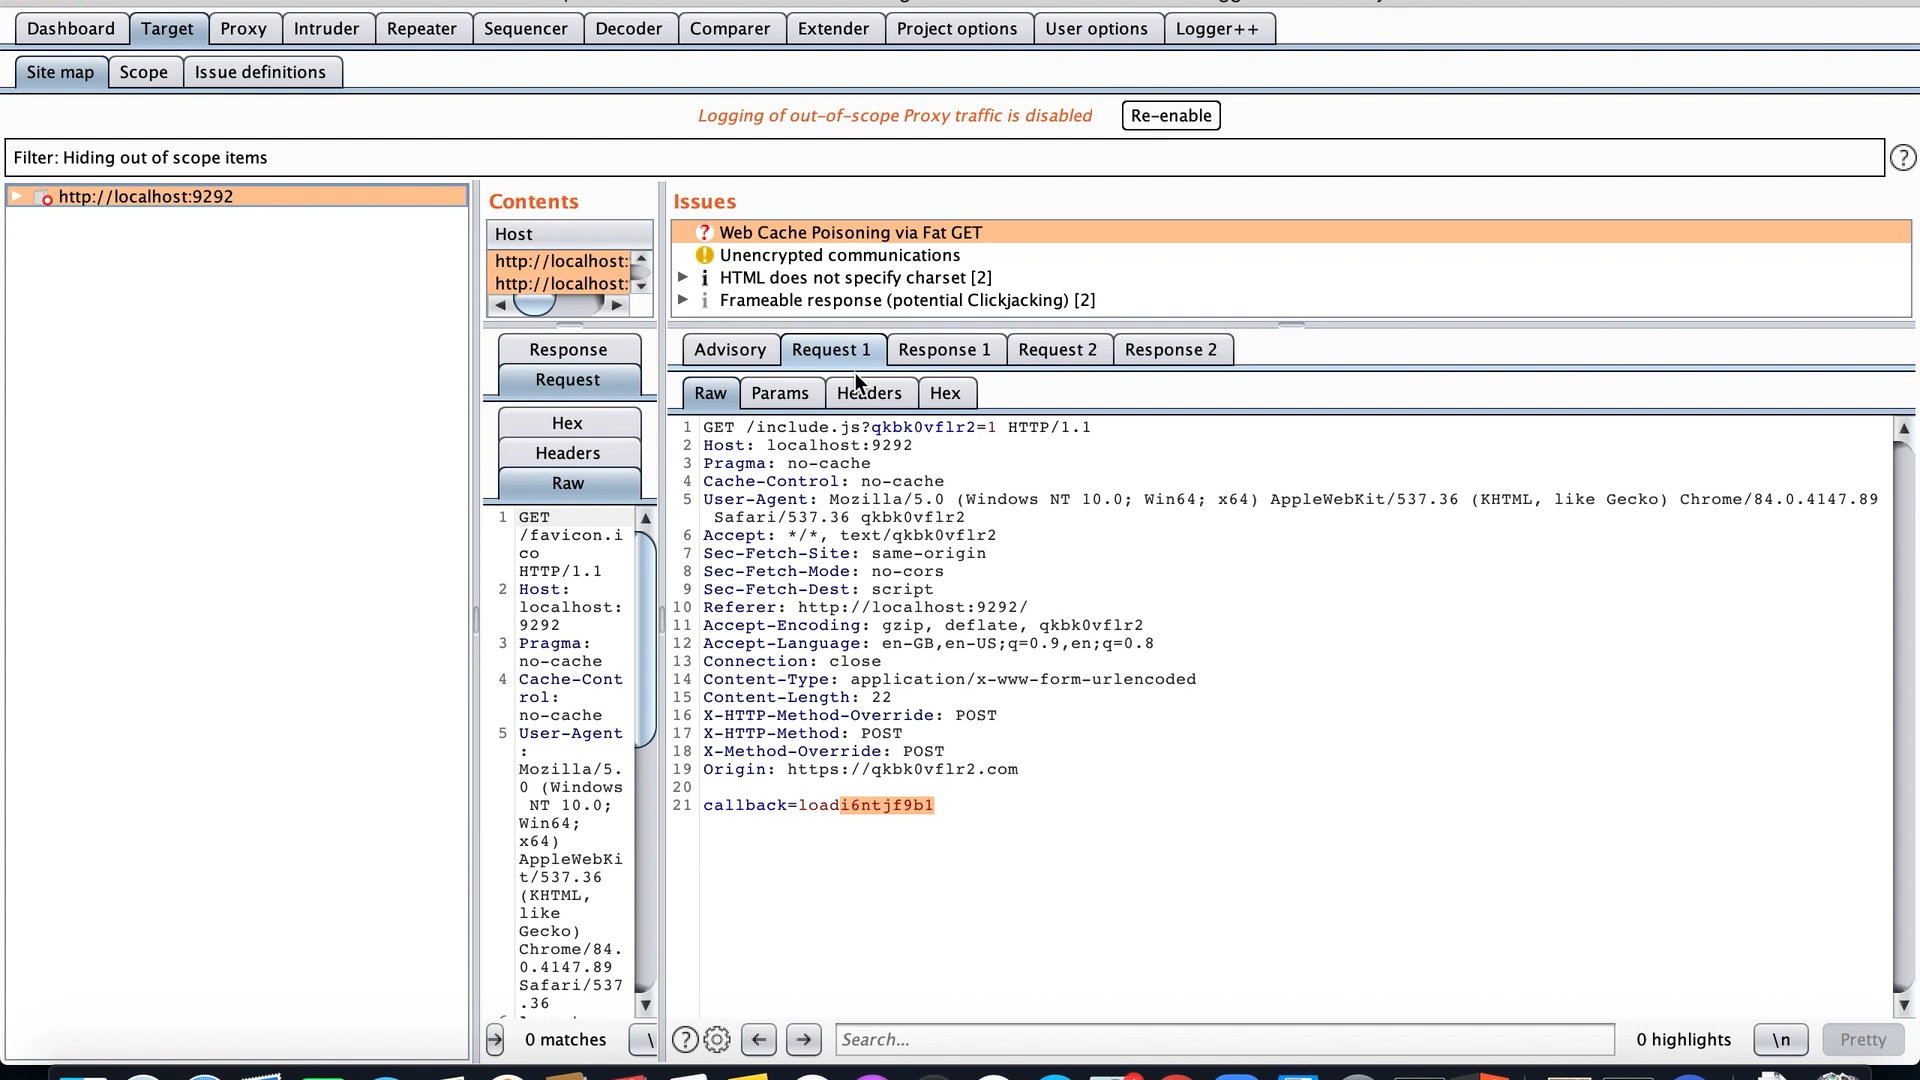 Dashboard Target Proxy Intruder Repeater Sequencer Decoder Comparer Extender Project options User options Logger++
Site map Scope Issue definitions
Logging of out-of-scope Proxy traffic is disabled Re-enable
Filter: Hiding out of scope items ?
http://localhost:9292
Contents
Host
http://localhost:
http://localhost:
Response
Request
Hex
Headers
Raw
1 GET
/favicon.i
co
HTTP/1.1
2 Host:
localhost:
9292
3 Pragma:
no-cache
4 Cache-Cont
rol:
no-cache
5 User-Agent
:
Mozilla/5.
0 (Windows
NT 10.0;
Win64;
x64)
AppleWebKi
t/537.36
(KHTML,
like
Gecko)
Chrome/84.
0.4147.89
Safari/537
.36
0 matches \
Issues
? Web Cache Poisoning via Fat GET
! Unencrypted communications
i HTML does not specify charset [2]
i Frameable response (potential Clickjacking) [2]
Advisory Request 1 Response 1 Request 2 Response 2
Raw Params Headers Hex
1 GET /include.js?qkbk0vflr2=1 HTTP/1.1
2 Host: localhost:9292
3 Pragma: no-cache
4 Cache-Control: no-cache
5 User-Agent: Mozilla/5.0 (Windows NT 10.0; Win64; x64) AppleWebKit/537.36 (KHTML, like Gecko) Chrome/84.0.4147.89
Safari/537.36 qkbk0vflr2
6 Accept: */*, text/qkbk0vflr2
7 Sec-Fetch-Site: same-origin
8 Sec-Fetch-Mode: no-cors
9 Sec-Fetch-Dest: script
10 Referer: http://localhost:9292/
11 Accept-Encoding: gzip, deflate, qkbk0vflr2
12 Accept-Language: en-GB,en-US;q=0.9,en;q=0.8
13 Connection: close
14 Content-Type: application/x-www-form-urlencoded
15 Content-Length: 22
16 X-HTTP-Method-Override: POST
17 X-HTTP-Method: POST
18 X-Method-Override: POST
19 Origin: https://qkbk0vflr2.com
20
21 callback=loadi6ntjf9b1
? Search... 0 highlights \n Pretty